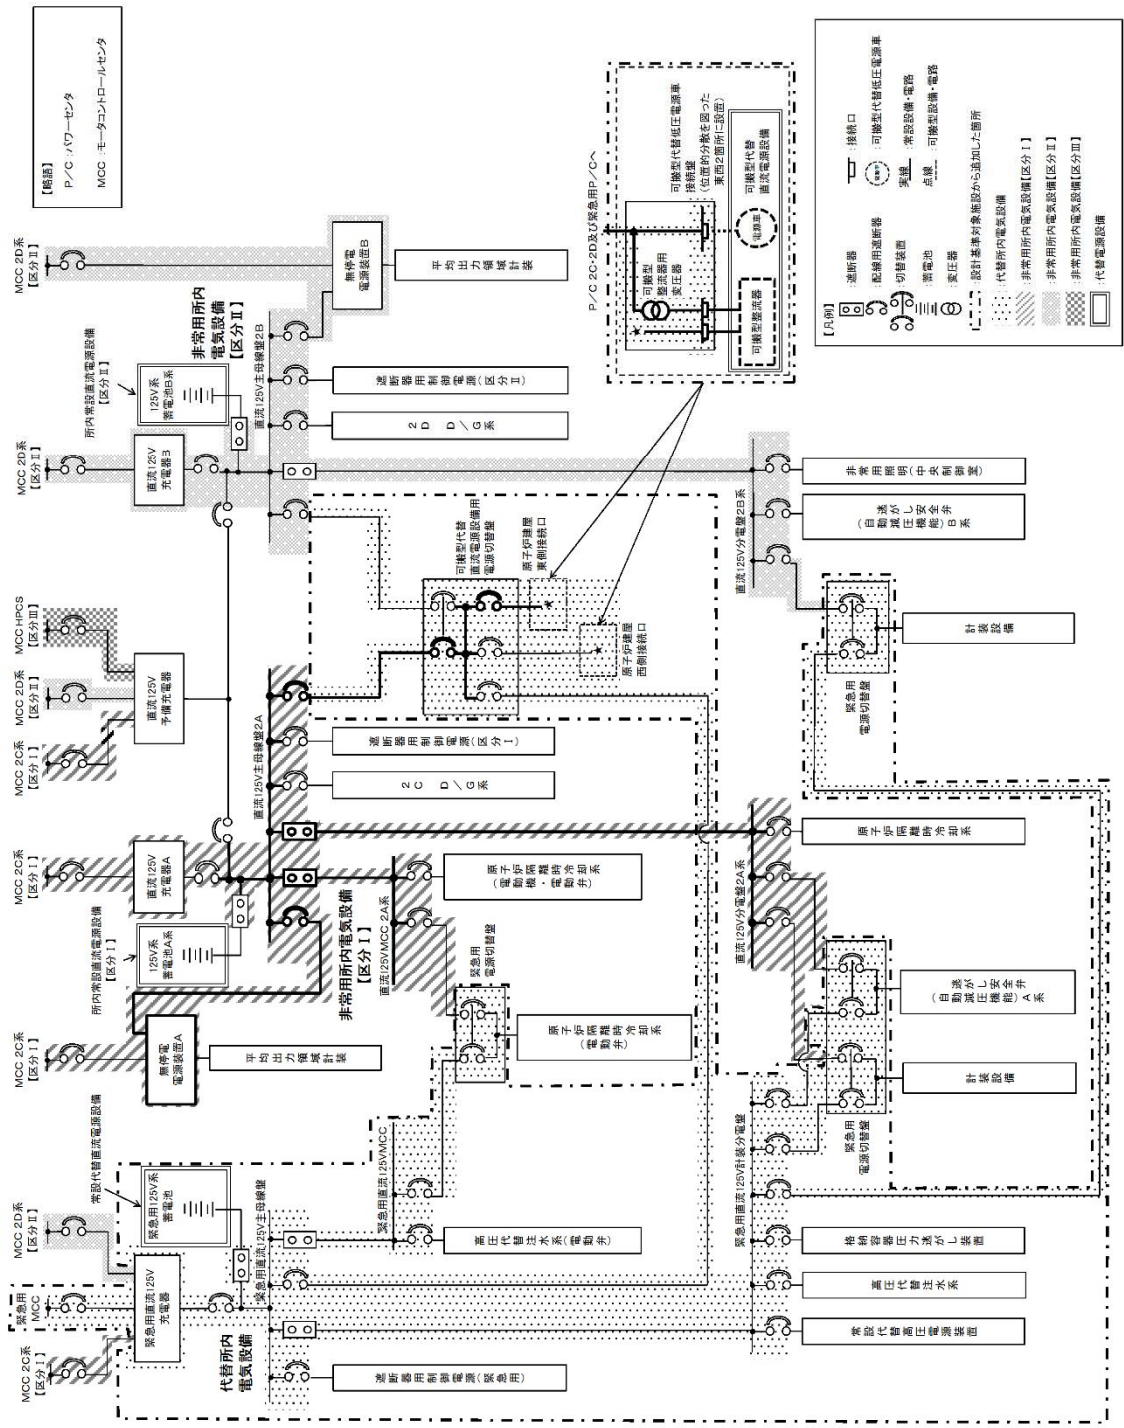 【略語】
P/C :パワーセンタ
MCC :モータコントロールセンタ
MCC 2C系
【区分Ⅰ】
緊急用
MCC
MCC 2D系
【区分Ⅱ】
MCC 2C系
【区分Ⅰ】
MCC 2C系
【区分Ⅰ】
MCC 2C系
【区分Ⅰ】
MCC 2D系
【区分Ⅱ】
MCC HPCS
【区分Ⅲ】
MCC 2D系
【区分Ⅱ】
MCC 2D系
【区分Ⅱ】
常設代替直流電源設備
緊急用直流125V
充電器
緊急用125V系
蓄電池
代替所内
電気設備
緊急用直流125V主母線盤
遮断器用制御電源(緊急用)
無停電
電源装置A
平均出力領域計装
所内常設直流電源設備
【区分Ⅰ】
125V系
蓄電池A系
直流125V
充電器A
非常用所内電気設備
【区分Ⅰ】
直流125V主母線盤2A
直流125V
予備充電器
所内常設直流電源設備
【区分Ⅱ】
直流125V
充電器B
125V系
蓄電池B系
非常用所内
電気設備
【区分Ⅱ】
直流125V主母線盤2B
無停電
電源装置B
平均出力領域計装
2C D/G系
遮断器用制御電源(区分Ⅰ)
2D D/G系
遮断器用制御電源(区分Ⅱ)
緊急用直流125VMCC
高圧代替注水系(電動弁)
直流125VMCC 2A系
原子炉隔離時冷却系
(電動機・電動弁)
緊急用
電源切替盤
原子炉隔離時冷却系
(電動弁)
可搬型代替
直流電源設備用
電源切替盤
原子炉建屋
東側接続口
原子炉建屋
西側接続口
P/C 2C・2D及び緊急用P/Cへ
可搬型
整流器用
変圧器
可搬型代替低圧電源車
接続盤
(位置的分散を図った
東西2箇所に設置)
可搬型代替
直流電源設備
電源車
可搬型整流器
緊急用直流125V計装分電盤
常設代替高圧電源装置
高圧代替注水系
格納容器圧力逃がし装置
緊急用
電源切替盤
計装設備
逃がし安全弁
(自動減圧機能)A系
直流125V分電盤2A系
原子炉隔離時冷却系
緊急用
電源切替盤
計装設備
直流125V分電盤2B系
逃がし安全弁
(自動減圧機能)B系
非常用照明(中央制御室)
【凡例】
:遮断器
:配線用遮断器
:切替装置
:蓄電池
:変圧器
:接続口
電源車
:可搬型代替低圧電源車
実線
:常設設備・電路
点線
:可搬型設備・電路
:設計基準対象施設から追加した箇所
:代替所内電気設備
:非常用所内電気設備【区分Ⅰ】
:非常用所内電気設備【区分Ⅱ】
:非常用所内電気設備【区分Ⅲ】
:代替電源設備